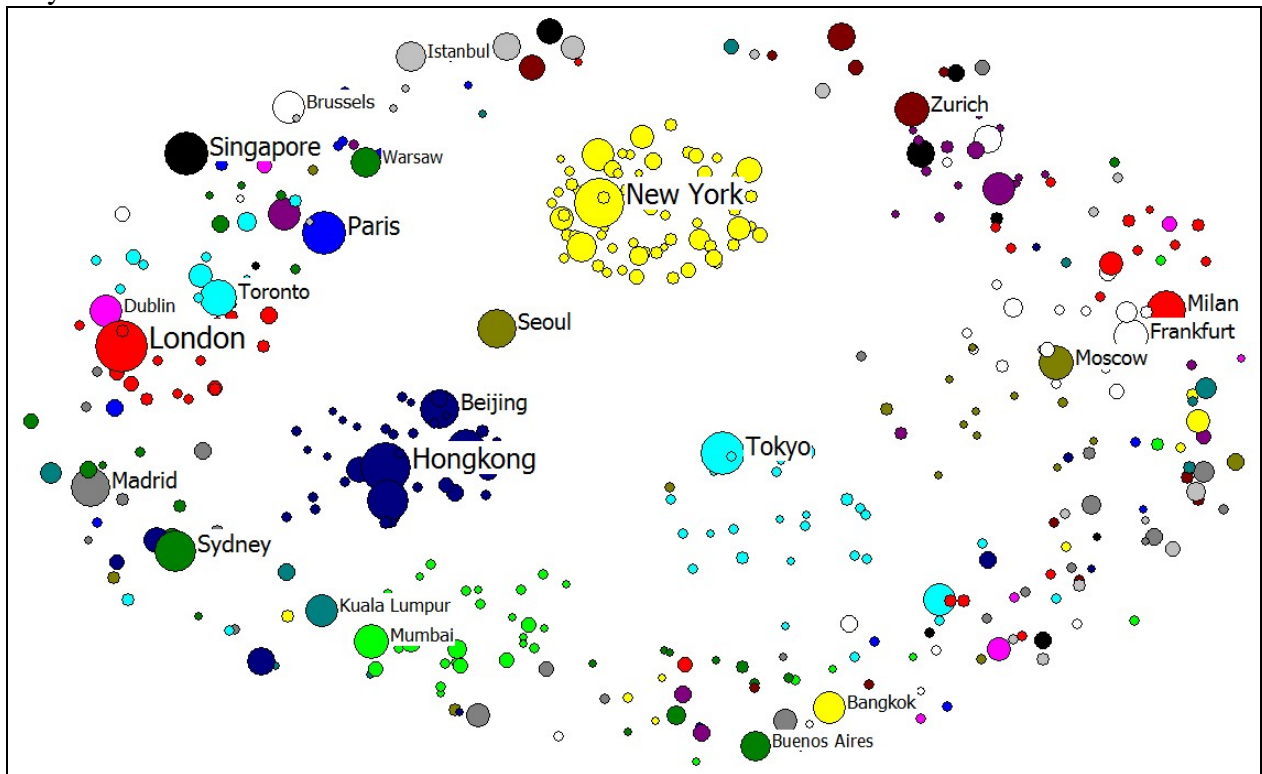 Istanbul
Brussels
Zurich
Singapore
Warsaw
New York
Paris
Toronto
Dublin
Milan
London
Seoul
Frankfurt
Moscow
Beijing
Tokyo
Hongkong
Madrid
Sydney
Kuala Lumpur
Mumbai
Bangkok
Buenos Aires